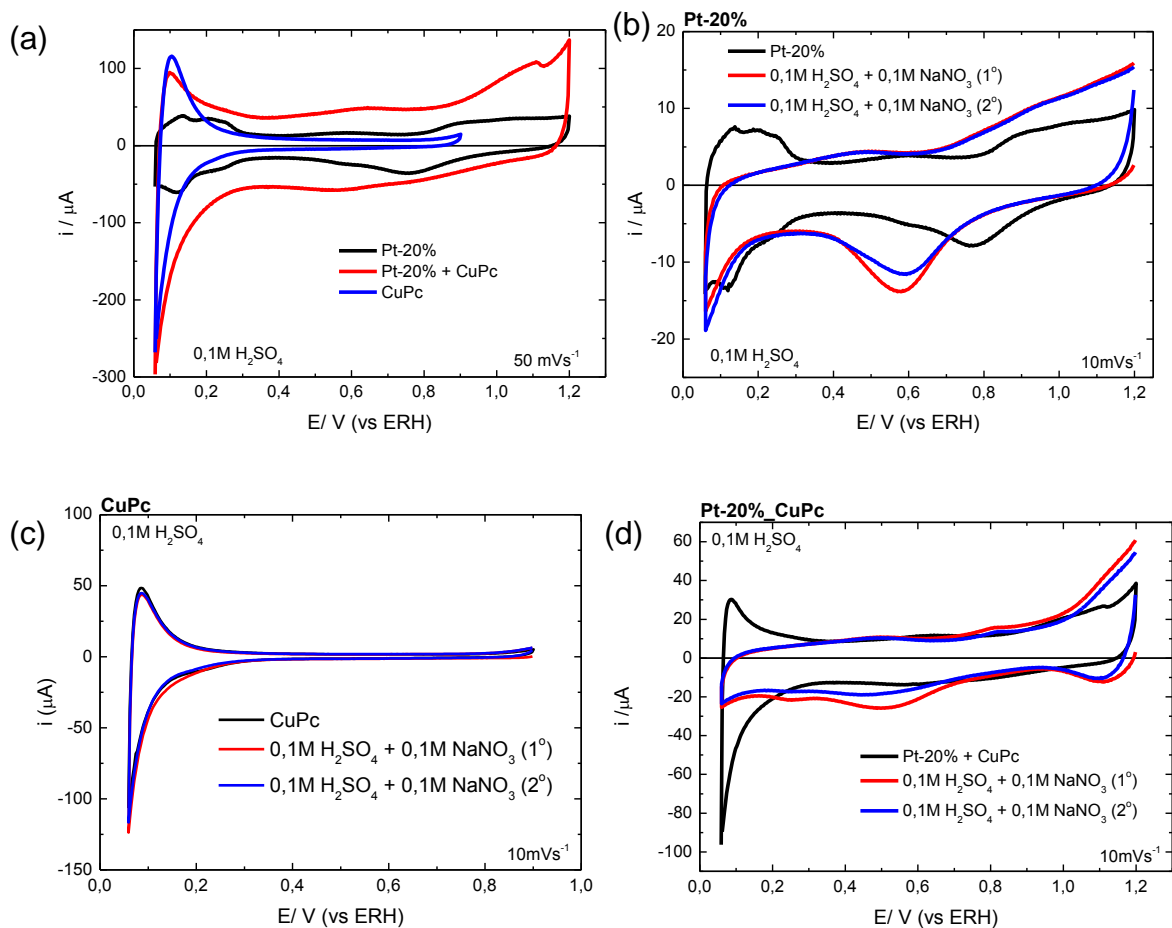 (a)
100
50
0
-50
-100
-200
-300
i / μA
Pt-20%
Pt-20% + CuPc
CuPc
0,1M H₂SO₄
50 mVs⁻¹
0,0 0,2 0,4 0,6 0,8 1,0 1,2
E/ V (vs ERH)
(b)
Pt-20%
20
10
0
-10
-20
i / μA
Pt-20%
0,1M H₂SO₄ + 0,1M NaNO₃ (1º)
0,1M H₂SO₄ + 0,1M NaNO₃ (2º)
0,1M H₂SO₄
10mVs⁻¹
0,0 0,2 0,4 0,6 0,8 1,0 1,2
E/ V (vs ERH)
CuPc
(c)
0,1M H₂SO₄
100
50
0
-50
-100
-150
i (μA)
CuPc
0,1M H₂SO₄ + 0,1M NaNO₃ (1º)
0,1M H₂SO₄ + 0,1M NaNO₃ (2º)
10mVs⁻¹
0,0 0,2 0,4 0,6 0,8 1,0
E/ V (vs ERH)
Pt-20%_CuPc
(d)
0,1M H₂SO₄
60
40
20
0
-20
-40
-60
-80
-100
i /μA
Pt-20% + CuPc
0,1M H₂SO₄ + 0,1M NaNO₃ (1º)
0,1M H₂SO₄ + 0,1M NaNO₃ (2º)
10mVs⁻¹
0,0 0,2 0,4 0,6 0,8 1,0 1,2
E/ V (vs ERH)